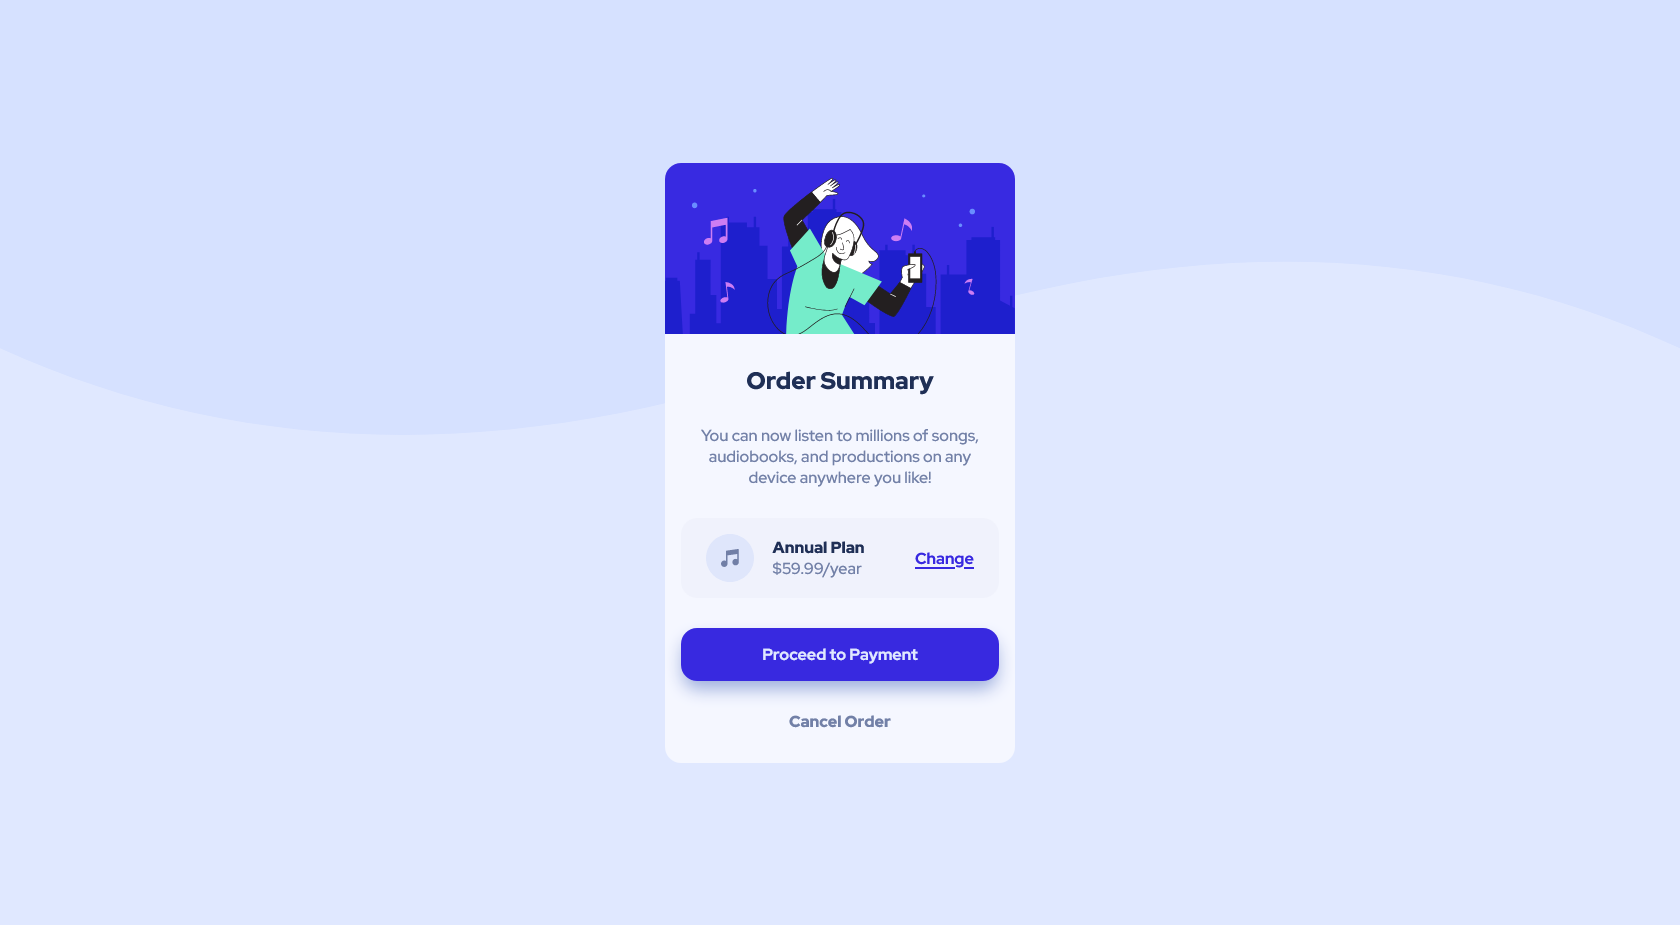 Order Summary
You can now listen to millions of songs,
audiobooks, and productions on any
device anywhere you like!
Annual Plan
$59.99/year
Change
Proceed to Payment
Cancel Order